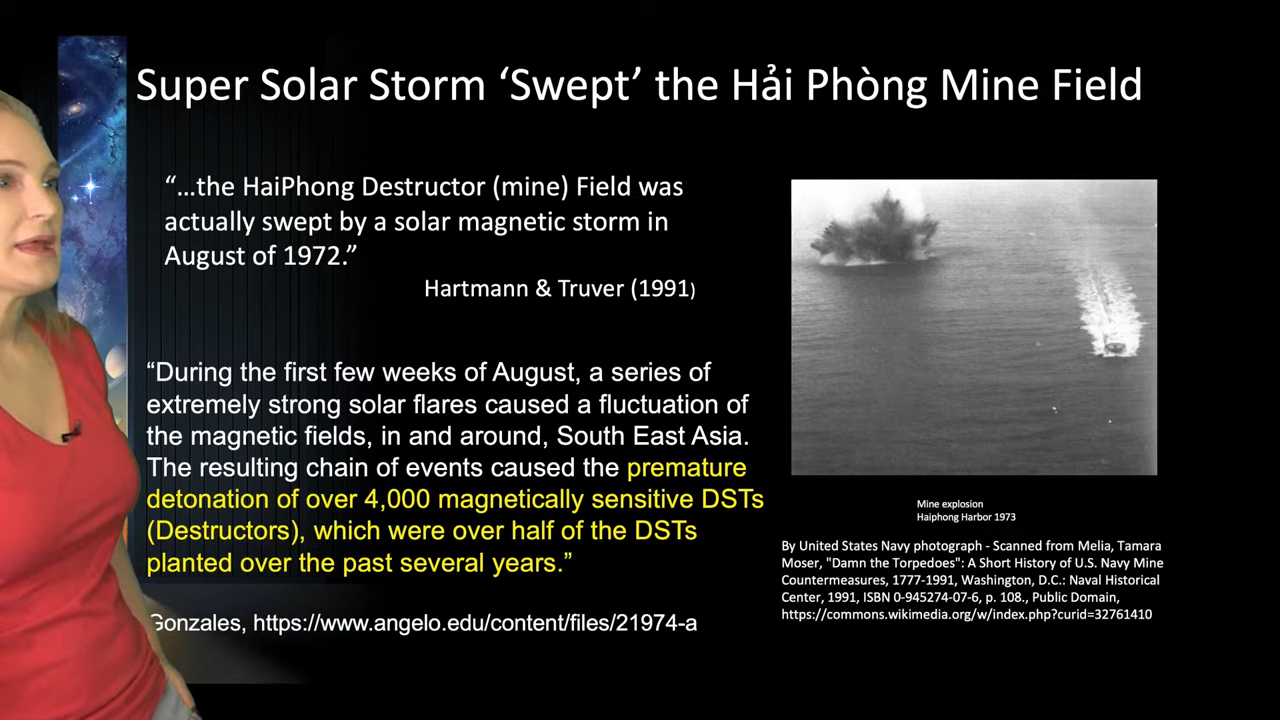 Super Solar Storm ‘Swept’ the Hải Phòng Mine Field
“…the HaiPhong Destructor (mine) Field was
actually swept by a solar magnetic storm in
August of 1972.”
Hartmann & Truver (1991)
“During the first few weeks of August, a series of
extremely strong solar flares caused a fluctuation of
the magnetic fields, in and around, South East Asia.
The resulting chain of events caused the premature
detonation of over 4,000 magnetically sensitive DSTs
(Destructors), which were over half of the DSTs
planted over the past several years.”
Gonzales, https://www.angelo.edu/content/files/21974-a
Mine explosion
Haiphong Harbor 1973
By United States Navy photograph - Scanned from Melia, Tamara
Moser, "Damn the Torpedoes": A Short History of U.S. Navy Mine
Countermeasures, 1777-1991, Washington, D.C.: Naval Historical
Center, 1991, ISBN 0-945274-07-6, p. 108., Public Domain,
https://commons.wikimedia.org/w/index.php?curid=32761410